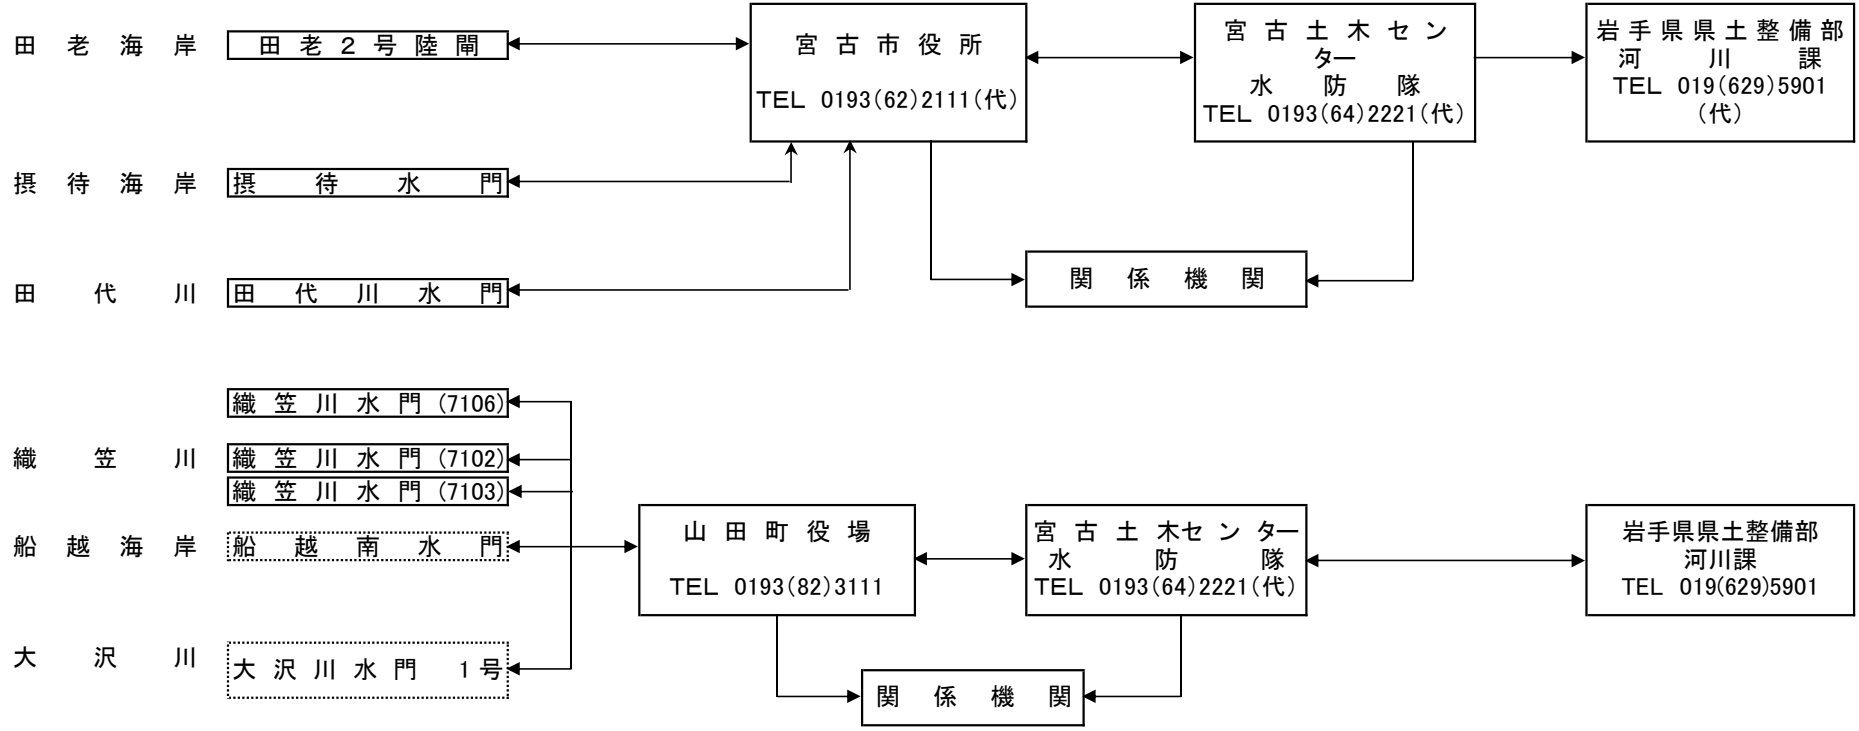 田老海岸
田老２号陸閘
宮古市役所
TEL 0193(62)2111(代)
宮古土木セン
ター
水防隊
TEL 0193(64)2221(代)
岩手県県土整備部
河川課
TEL 019(629)5901
(代)
摂待海岸
摂待水門
田代川
田代川水門
関係機関
織笠川水門(7106)
織笠川
織笠川水門(7102)
織笠川水門(7103)
船越海岸
船越南水門
山田町役場
TEL 0193(82)3111
宮古土木センター
水防隊
TEL 0193(64)2221(代)
岩手県県土整備部
河川課
TEL 019(629)5901
大沢川
大沢川水門 1号
関係機関